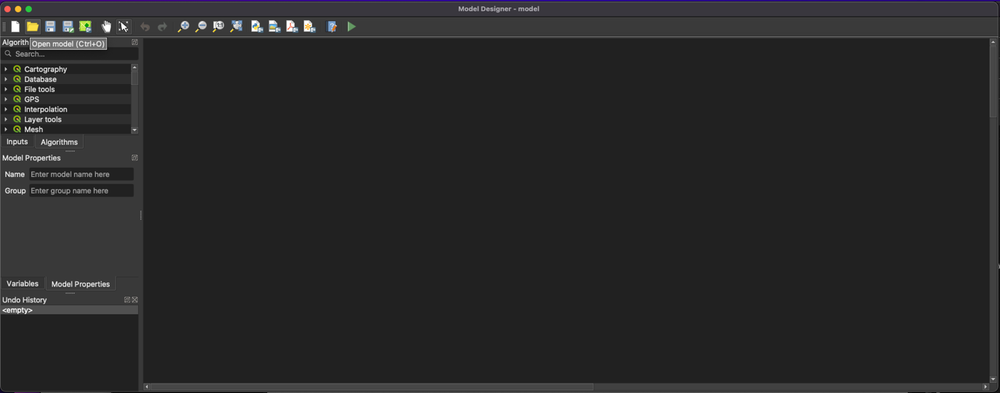 Model Designer - model
Algorith
Open model (Ctrl+O)
Search...
Cartography
Database
File tools
GPS
Interpolation
Layer tools
Mesh
Inputs Algorithms
Model Properties
Name Enter model name here
Group Enter group name here
Variables Model Properties
Undo History
<empty>